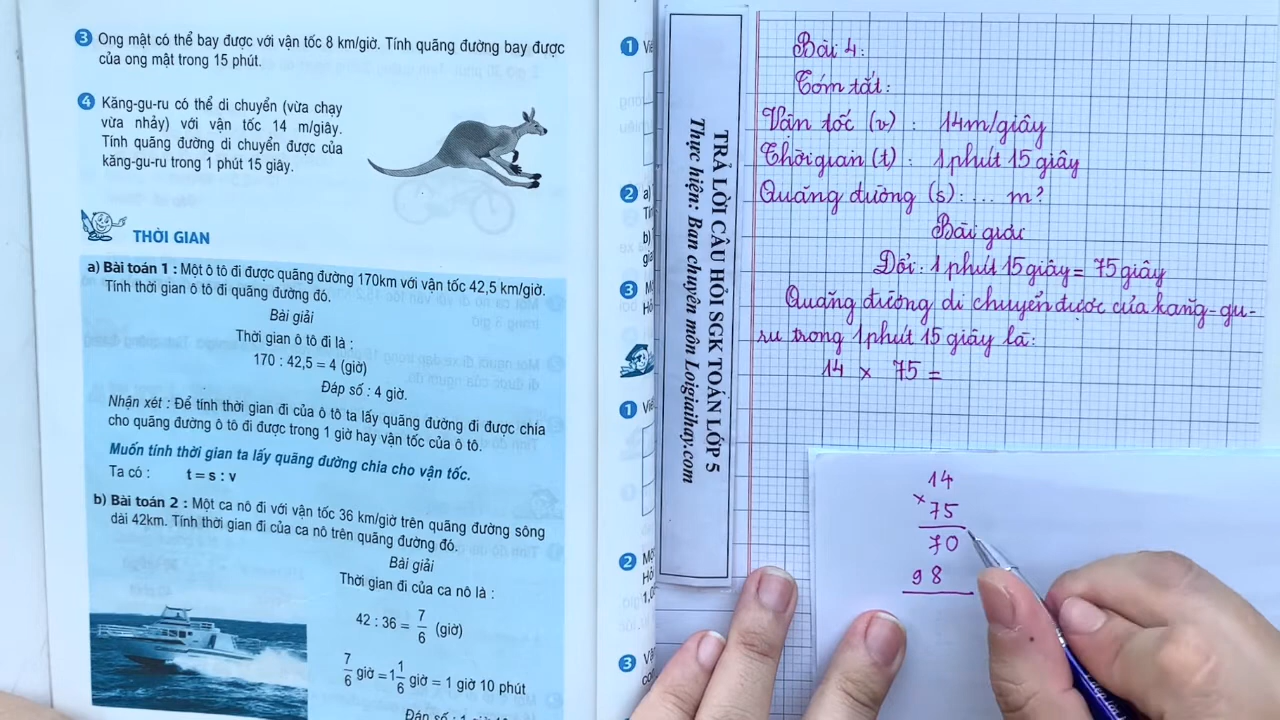 3 Ong mật có thể bay được với vận tốc 8 km/giờ. Tính quãng đường bay được
của ong mật trong 15 phút.
4 Kăng-gu-ru có thể di chuyển (vừa chạy
vừa nhảy) với vận tốc 14 m/giây.
Tính quãng đường di chuyển được của
kăng-gu-ru trong 1 phút 15 giây.
THỜI GIAN
a) Bài toán 1 : Một ô tô đi được quãng đường 170km với vận tốc 42,5 km/giờ.
Tính thời gian ô tô đi quãng đường đó.
Bài giải
Thời gian ô tô đi là :
170 : 42,5 = 4 (giờ)
Đáp số : 4 giờ.
Nhận xét : Để tính thời gian đi của ô tô ta lấy quãng đường đi được chia
cho quãng đường ô tô đi được trong 1 giờ hay vận tốc của ô tô.
Muốn tính thời gian ta lấy quãng đường chia cho vận tốc.
Ta có : t = s : v
b) Bài toán 2 : Một ca nô đi với vận tốc 36 km/giờ trên quãng đường sông
dài 42km. Tính thời gian đi của ca nô trên quãng đường đó.
Bài giải
Thời gian đi của ca nô là :
42 : 36 = 7/6 (giờ)
7/6 giờ = 1 1/6 giờ = 1 giờ 10 phút
1
2 a)
b)
3
1
2
3
TRẢ LỜI CÂU HỎI SGK TOÁN LỚP 5
Thực hiện: Ban chuyên môn Loigiaihay.com
Bài 4:
Tóm tắt:
Vận tốc (v) : 14m/giây
Thời gian (t) : 1 phút 15 giây
Quãng đường (s): ... m?
Bài giải
Đổi: 1 phút 15 giây = 75 giây
Quãng đường di chuyển được của kăng-gu-
ru trong 1 phút 15 giây là:
14 × 75 =
14
×
75
70
98